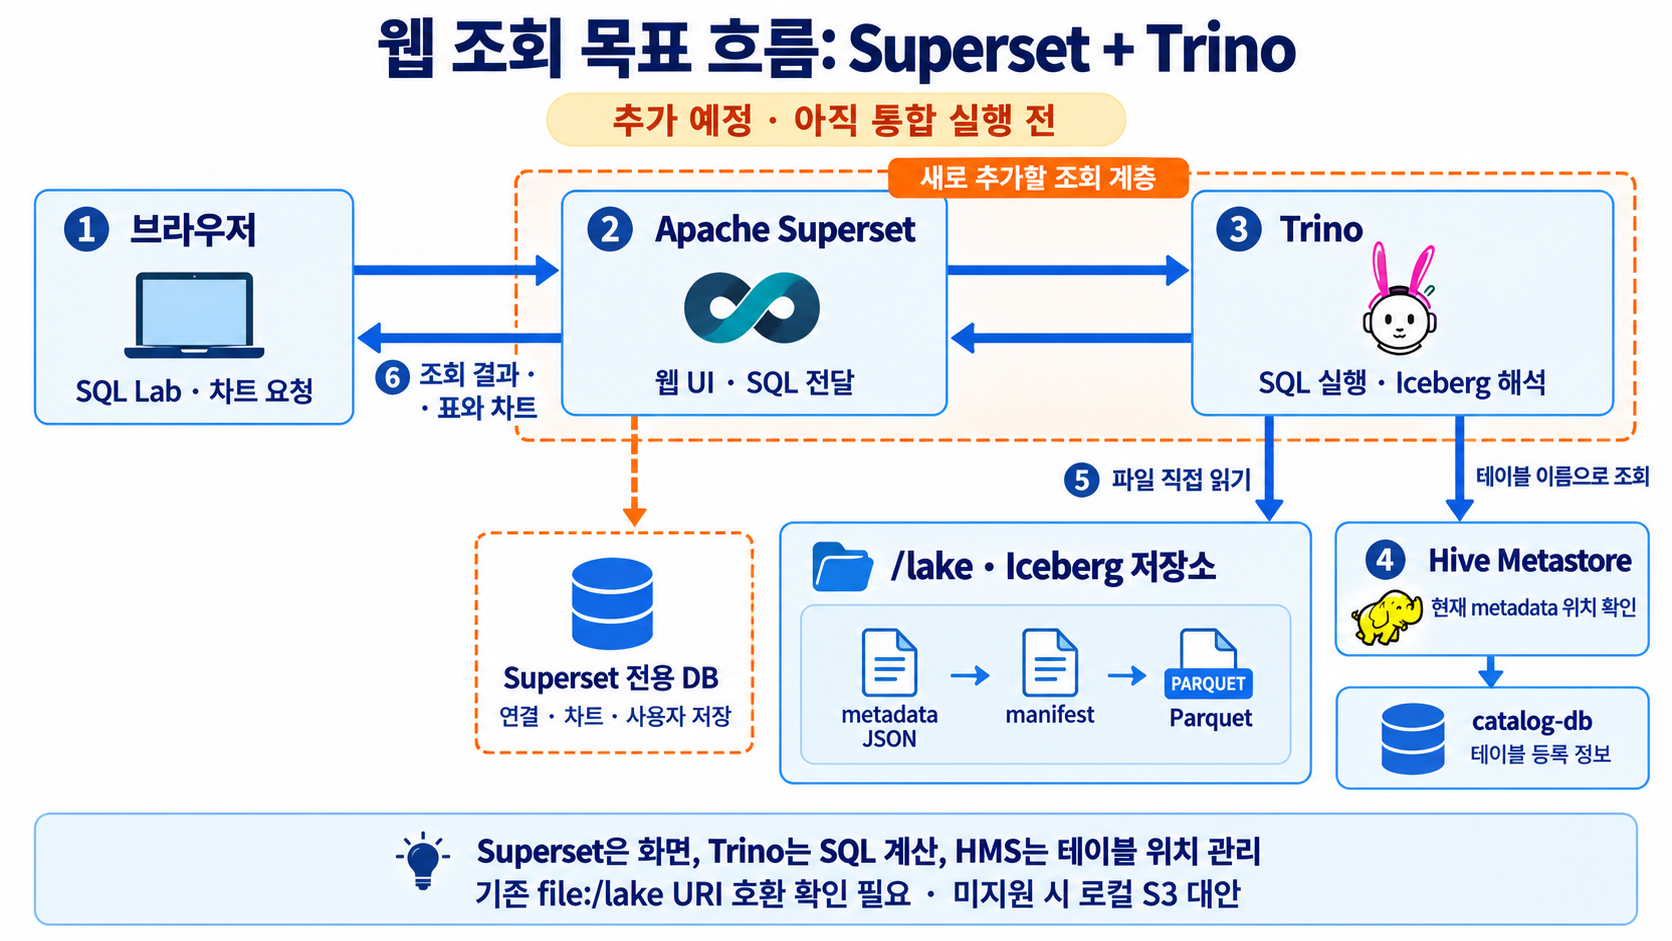 웹 조회 목표 흐름: Superset + Trino
추가 예정 · 아직 통합 실행 전
새로 추가할 조회 계층
1 브라우저
SQL Lab · 차트 요청
2 Apache Superset
웹 UI · SQL 전달
3 Trino
SQL 실행 · Iceberg 해석
6 조회 결과 ·
· 표와 차트
5 파일 직접 읽기
테이블 이름으로 조회
Superset 전용 DB
연결 · 차트 · 사용자 저장
/lake · Iceberg 저장소
metadata
JSON
manifest
PARQUET
Parquet
4 Hive Metastore
현재 metadata 위치 확인
catalog-db
테이블 등록 정보
Superset은 화면, Trino는 SQL 계산, HMS는 테이블 위치 관리
기존 file:/lake URI 호환 확인 필요 · 미지원 시 로컬 S3 대안